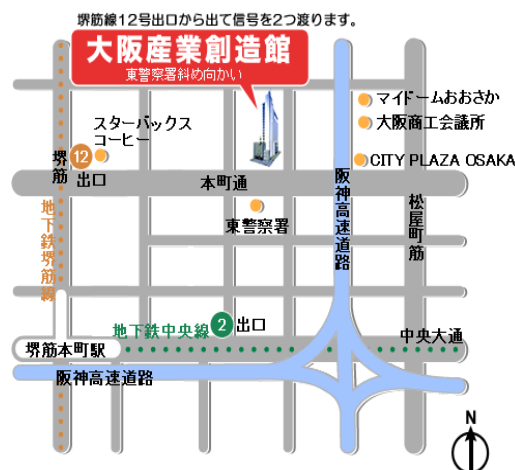 堺筋線12号出口から出て信号を2つ渡ります。
大阪産業創造館
東警察署斜め向かい
マイドームおおさか
大阪商工会議所
CITY PLAZA OSAKA
スターバックス
コーヒー
堺筋
12
出口
本町通
阪神高速道路
松屋町筋
東警察署
地下鉄堺筋線
地下鉄中央線
2
出口
中央大通
堺筋本町駅
阪神高速道路
N